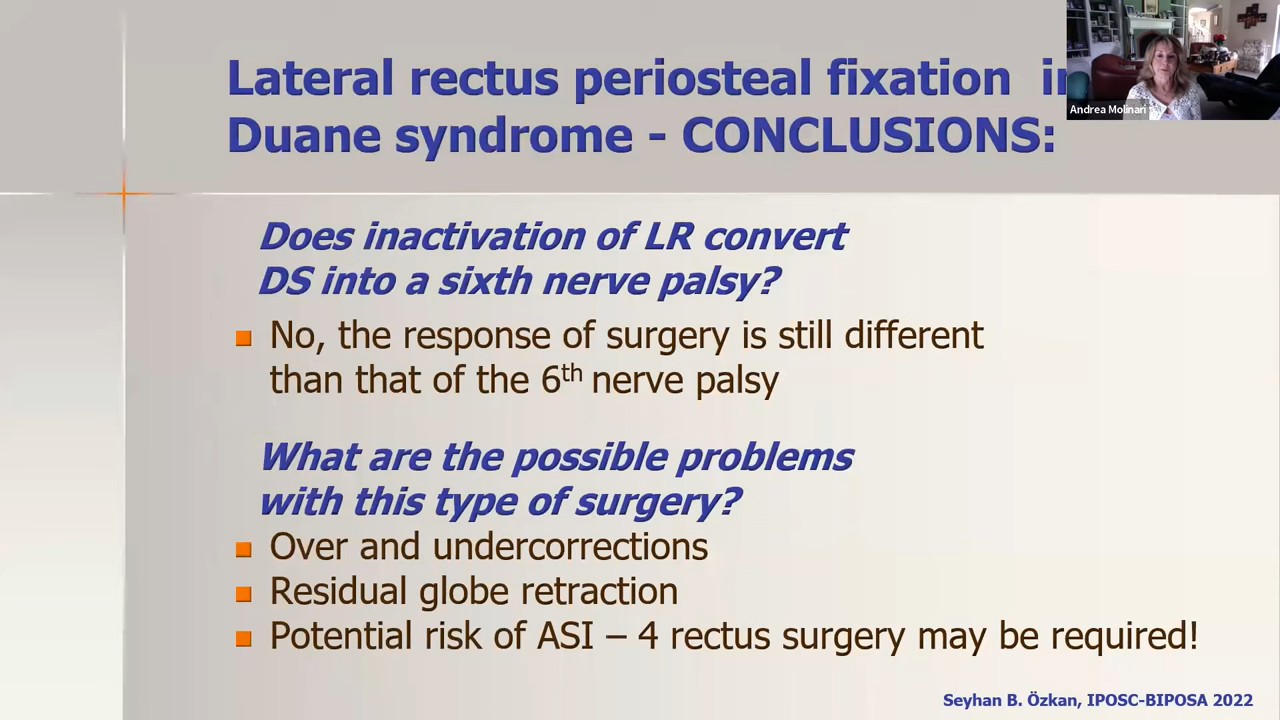 Lateral rectus periosteal fixation
Duane syndrome - CONCLUSIONS:
Andrea Molinari
Does inactivation of LR convert
DS into a sixth nerve palsy?
No, the response of surgery is still different
than that of the 6th nerve palsy
What are the possible problems
with this type of surgery?
Over and undercorrections
Residual globe retraction
Potential risk of ASI – 4 rectus surgery may be required!
Seyhan B. Özkan, IPOSC-BIPOSA 2022